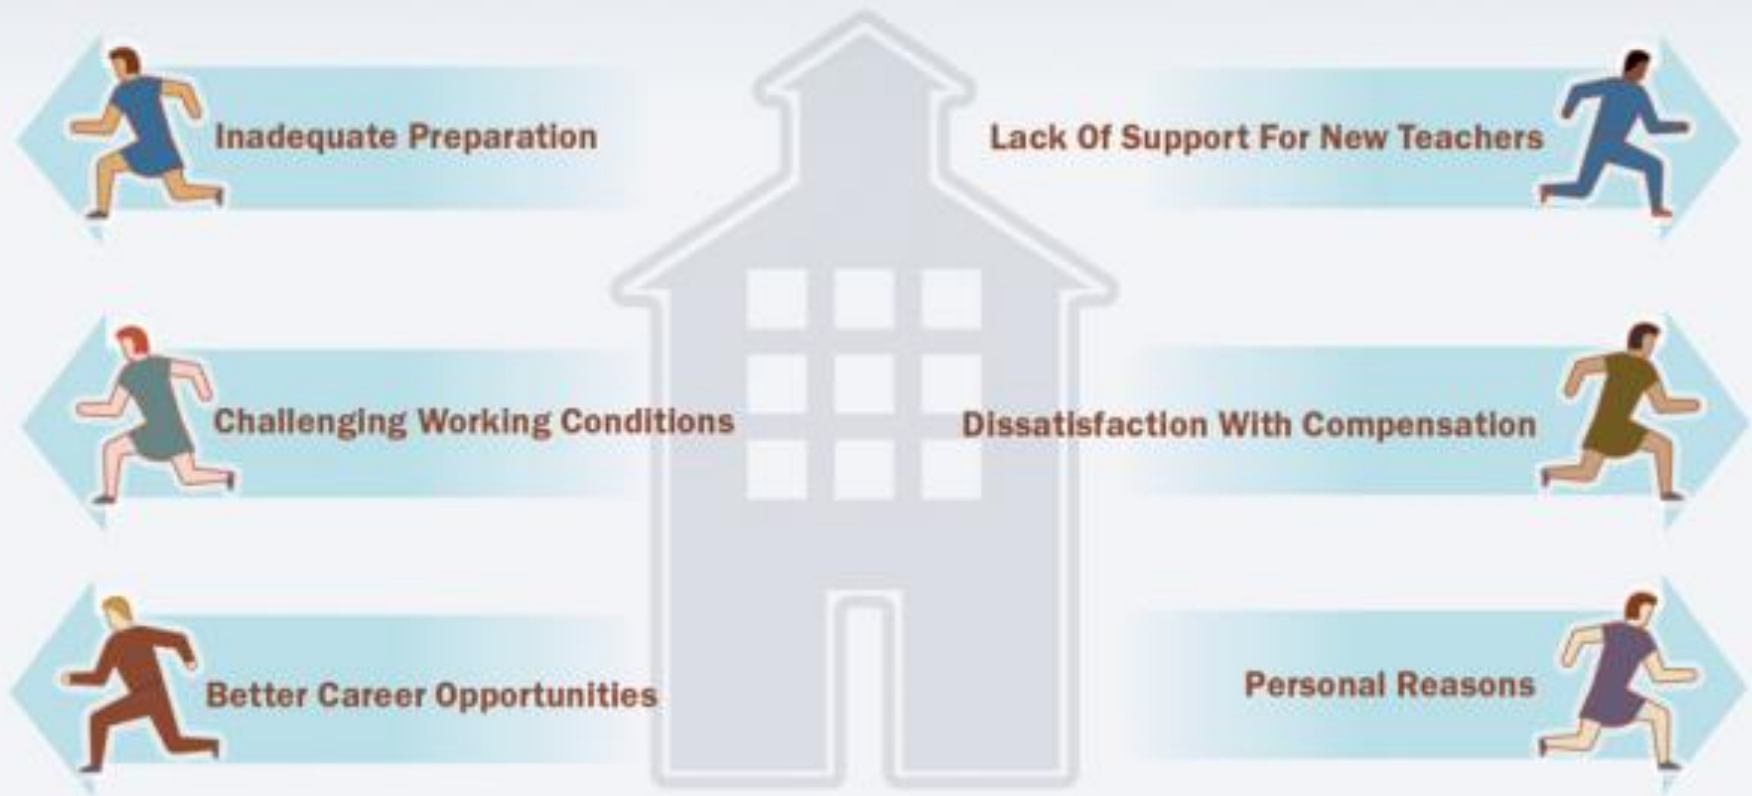 Inadequate Preparation
Lack Of Support For New Teachers
Challenging Working Conditions
Dissatisfaction With Compensation
Better Career Opportunities
Personal Reasons